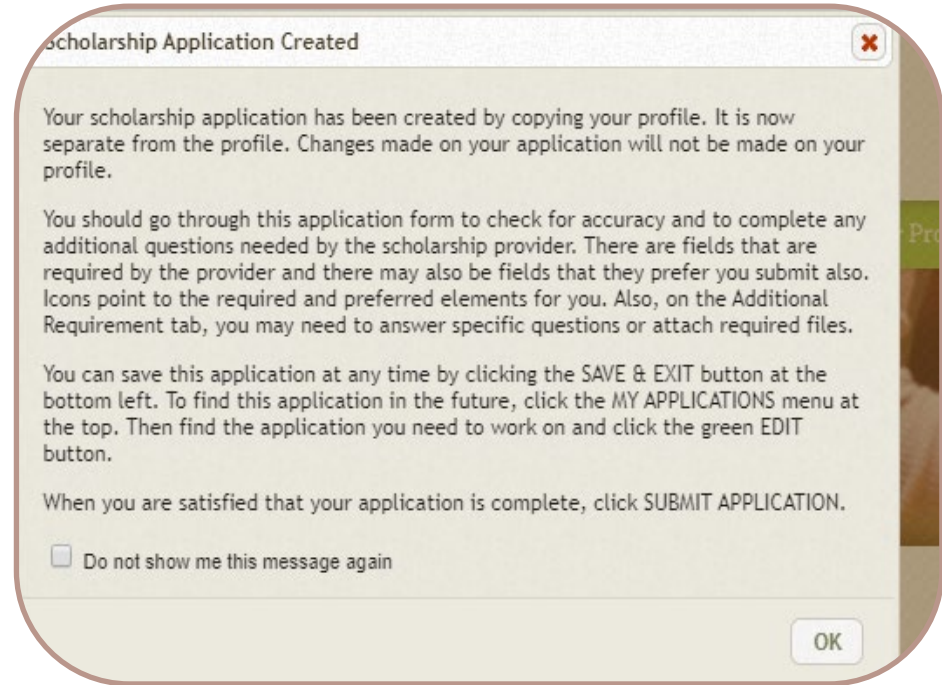 Scholarship Application Created
Your scholarship application has been created by copying your profile. It is now
separate from the profile. Changes made on your application will not be made on your
profile.
You should go through this application form to check for accuracy and to complete any
additional questions needed by the scholarship provider. There are fields that are
required by the provider and there may also be fields that they prefer you submit also.
Icons point to the required and preferred elements for you. Also, on the Additional
Requirement tab, you may need to answer specific questions or attach required files.
You can save this application at any time by clicking the SAVE & EXIT button at the
bottom left. To find this application in the future, click the MY APPLICATIONS menu at
the top. Then find the application you need to work on and click the green EDIT
button.
When you are satisfied that your application is complete, click SUBMIT APPLICATION.
Do not show me this message again
OK